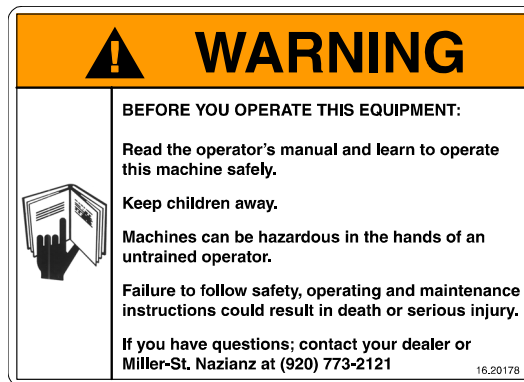 WARNING
BEFORE YOU OPERATE THIS EQUIPMENT:
Read the operator's manual and learn to operate
this machine safely.
Keep children away.
Machines can be hazardous in the hands of an
untrained operator.
Failure to follow safety, operating and maintenance
instructions could result in death or serious injury.
If you have questions; contact your dealer or
Miller-St. Nazianz at (920) 773-2121
16.20178